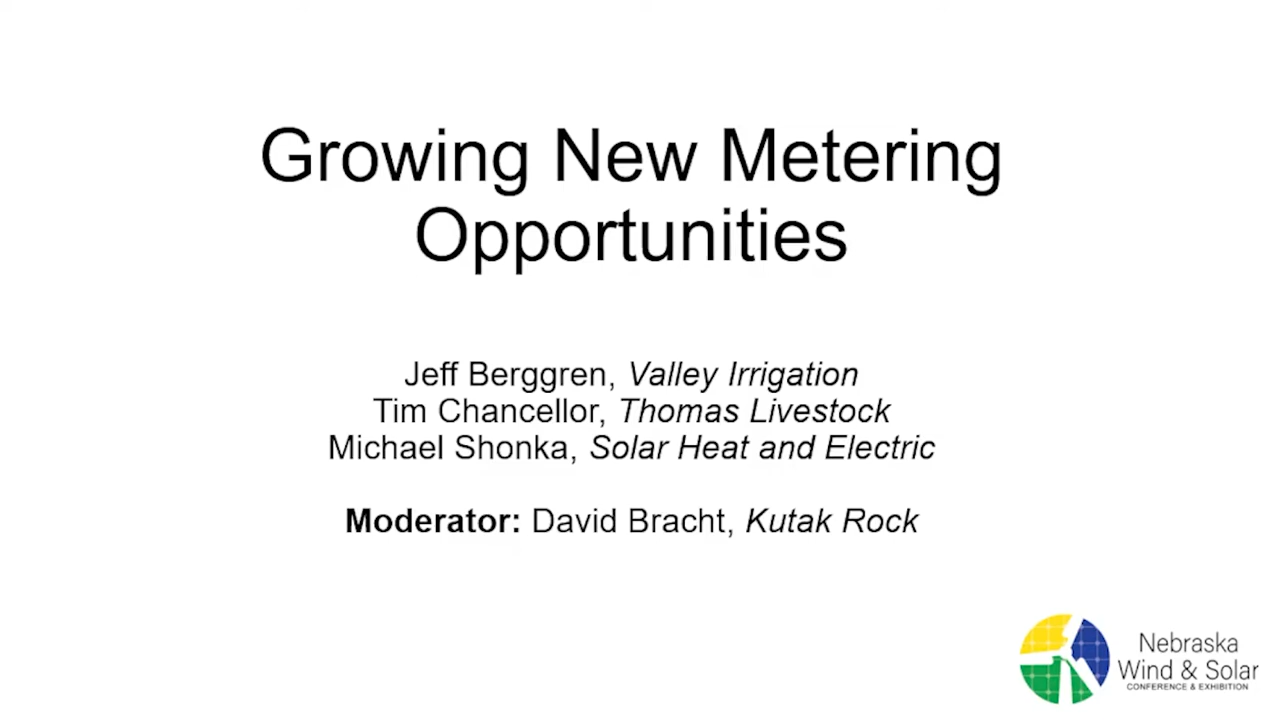 Growing New Metering
Opportunities
Jeff Berggren, Valley Irrigation
Tim Chancellor, Thomas Livestock
Michael Shonka, Solar Heat and Electric
Moderator: David Bracht, Kutak Rock
Nebraska
Wind & Solar
CONFERENCE & EXHIBITION